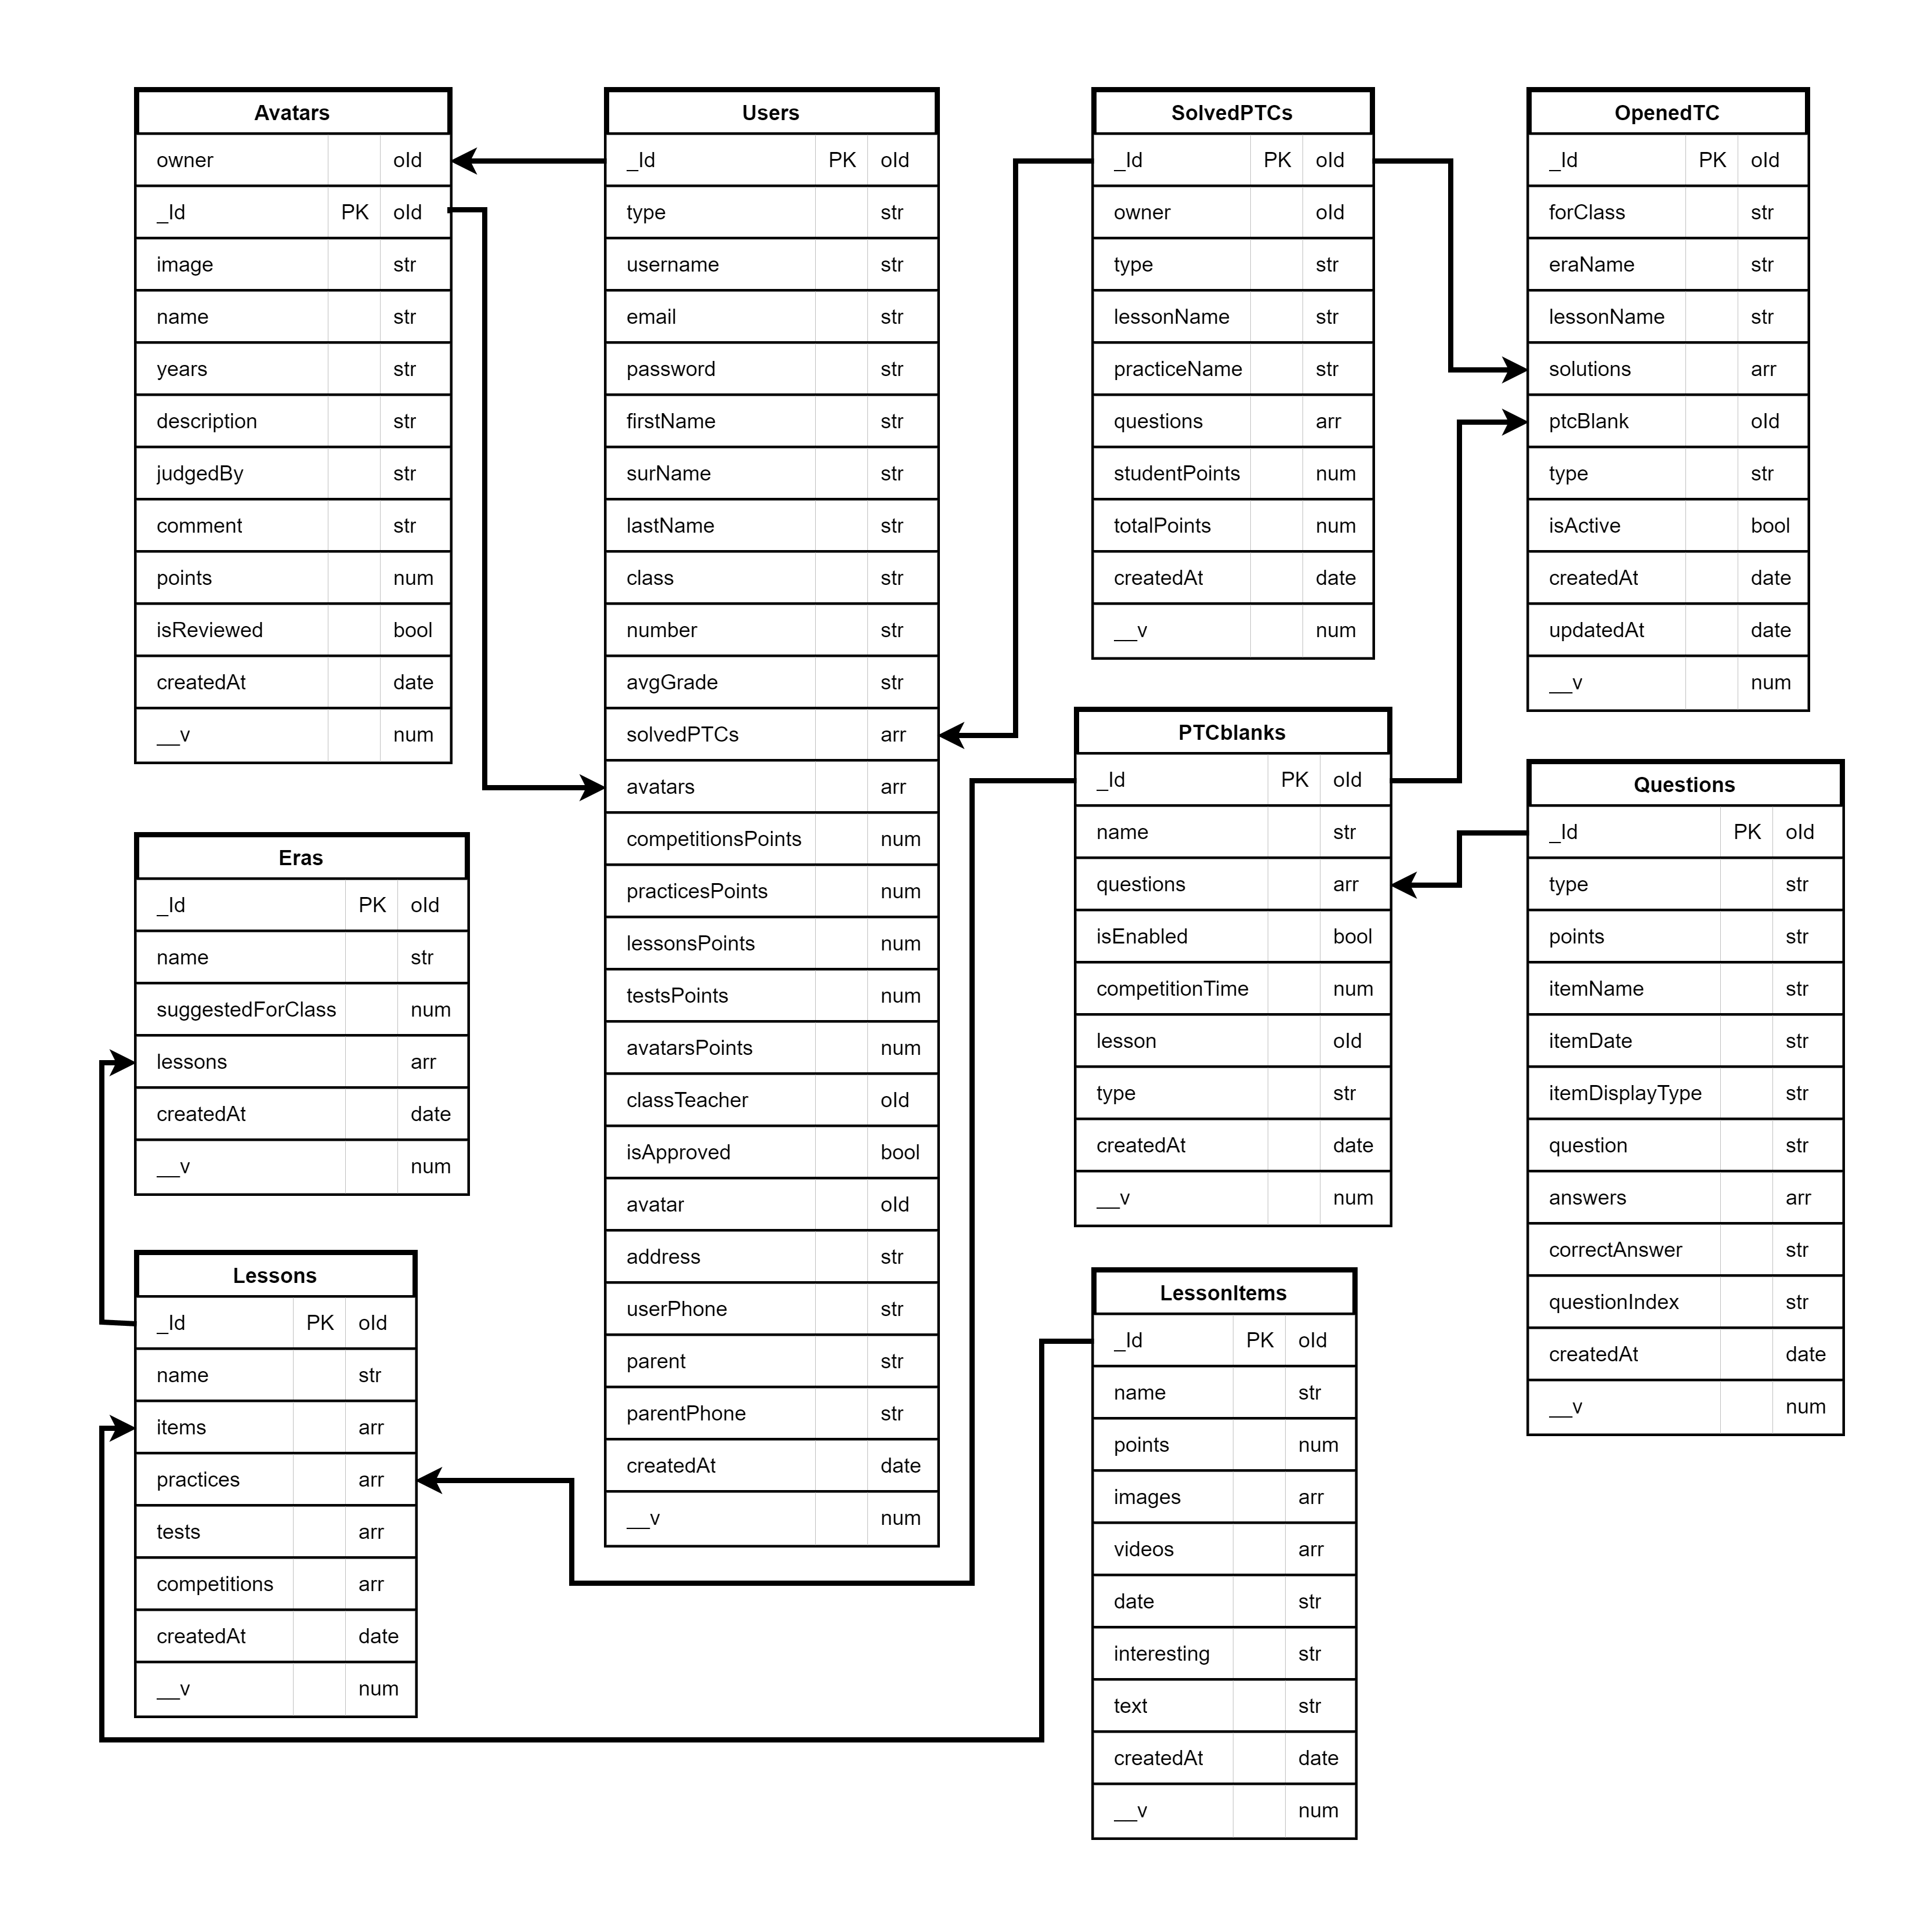 Avatars
owner oId
_Id PK oId
image str
name str
years str
description str
judgedBy str
comment str
points num
isReviewed bool
createdAt date
__v num
Users
_Id PK oId
type str
username str
email str
password str
firstName str
surName str
lastName str
class str
number str
avgGrade str
solvedPTCs arr
avatars arr
competitionsPoints num
practicesPoints num
lessonsPoints num
testsPoints num
avatarsPoints num
classTeacher oId
isApproved bool
avatar oId
address str
userPhone str
parent str
parentPhone str
createdAt date
__v num
SolvedPTCs
_Id PK oId
owner oId
type str
lessonName str
practiceName str
questions arr
studentPoints num
totalPoints num
createdAt date
__v num
OpenedTC
_Id PK oId
forClass str
eraName str
lessonName str
solutions arr
ptcBlank oId
type str
isActive bool
createdAt date
updatedAt date
__v num
PTCblanks
_Id PK oId
name str
questions arr
isEnabled bool
competitionTime num
lesson oId
type str
createdAt date
__v num
Questions
_Id PK oId
type str
points str
itemName str
itemDate str
itemDisplayType str
question str
answers arr
correctAnswer str
questionIndex str
createdAt date
__v num
Eras
_Id PK oId
name str
suggestedForClass num
lessons arr
createdAt date
__v num
Lessons
_Id PK oId
name str
items arr
practices arr
tests arr
competitions arr
createdAt date
__v num
LessonItems
_Id PK oId
name str
points num
images arr
videos arr
date str
interesting str
text str
createdAt date
__v num